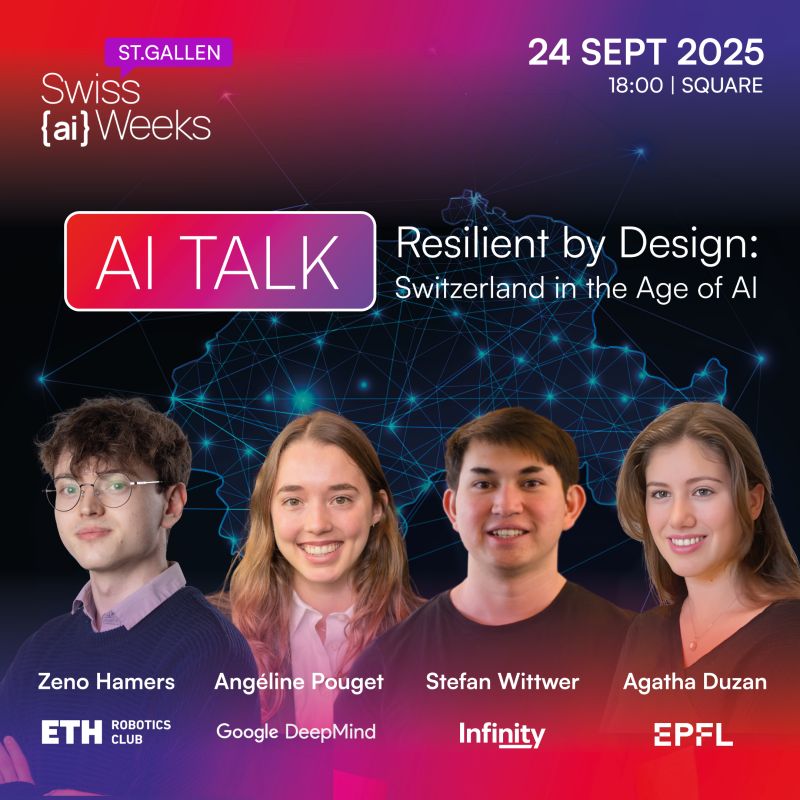 ST.GALLEN
Swiss
{ai} Weeks
24 SEPT 2025
18:00 | SQUARE
AI TALK
Resilient by Design:
Switzerland in the Age of AI
Zeno Hamers
Angéline Pouget
Stefan Wittwer
Agatha Duzan
ETH ROBOTICS
CLUB
Google DeepMind
Infinity
EPFL